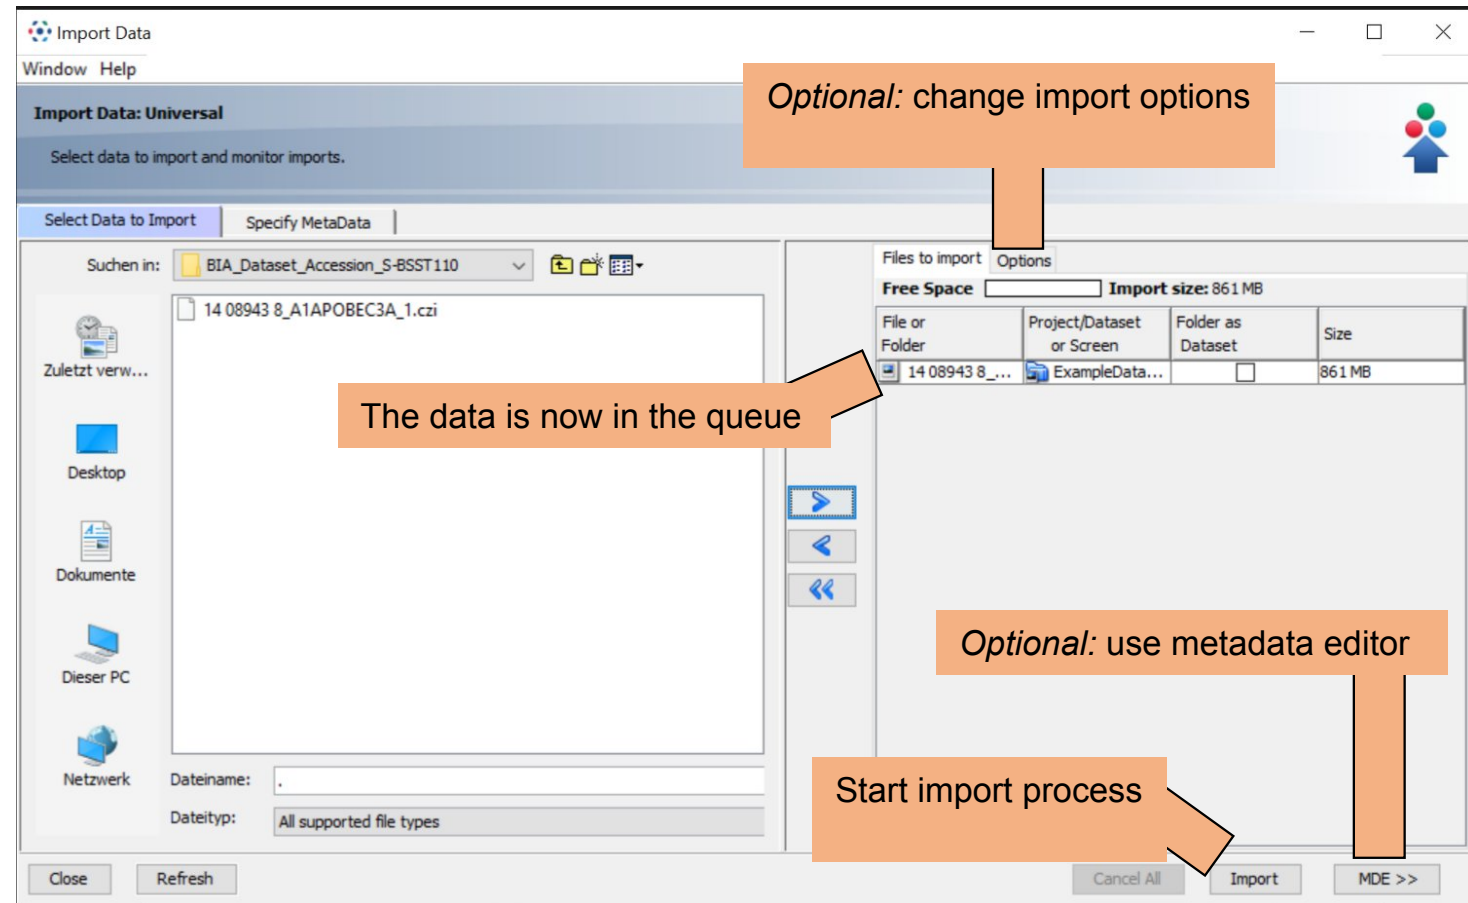 Import Data
Window Help
Import Data: Universal
Select data to import and monitor imports.
Optional: change import options
Select Data to Import
Specify MetaData
Suchen in:
BIA_Dataset_Accession_S-BSST110
14 08943 8_A1APOBEC3A_1.czi
Zuletzt verw...
Desktop
Dokumente
Dieser PC
Netzwerk
The data is now in the queue
Dateiname:
.
Dateityp:
All supported file types
Files to import
Options
Free Space
Import size: 861 MB
File or
Folder
Project/Dataset
or Screen
Folder as
Dataset
Size
14 08943 8_...
ExampleData...
861 MB
Optional: use metadata editor
Start import process
Close
Refresh
Cancel All
Import
MDE >>